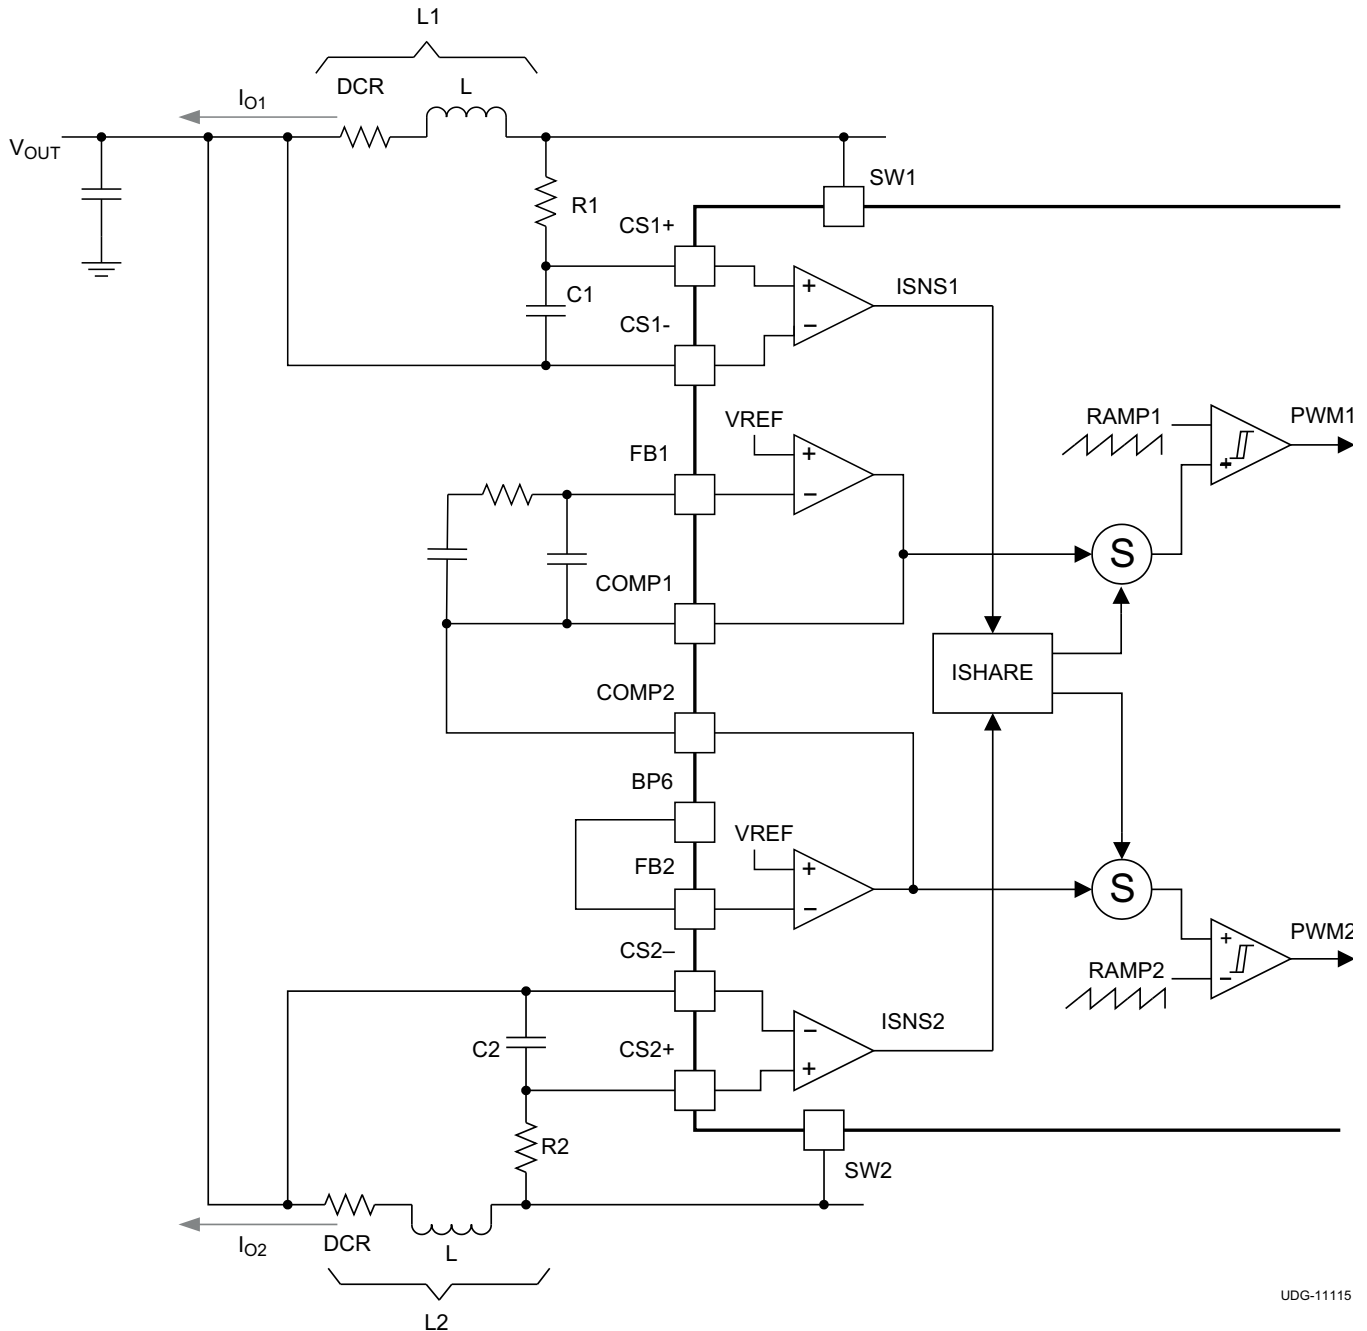 L1
DCR
L
IO1
VOUT
SW1
R1
CS1+
+
ISNS1
C1
–
CS1-
RAMP1
PWM1
VREF
FB1
+
+
–
S
COMP1
ISHARE
COMP2
BP6
VREF
FB2
+
S
–
PWM2
+
CS2–
RAMP2
–
ISNS2
–
C2
CS2+
+
R2
SW2
IO2
DCR
L
L2
UDG-11115